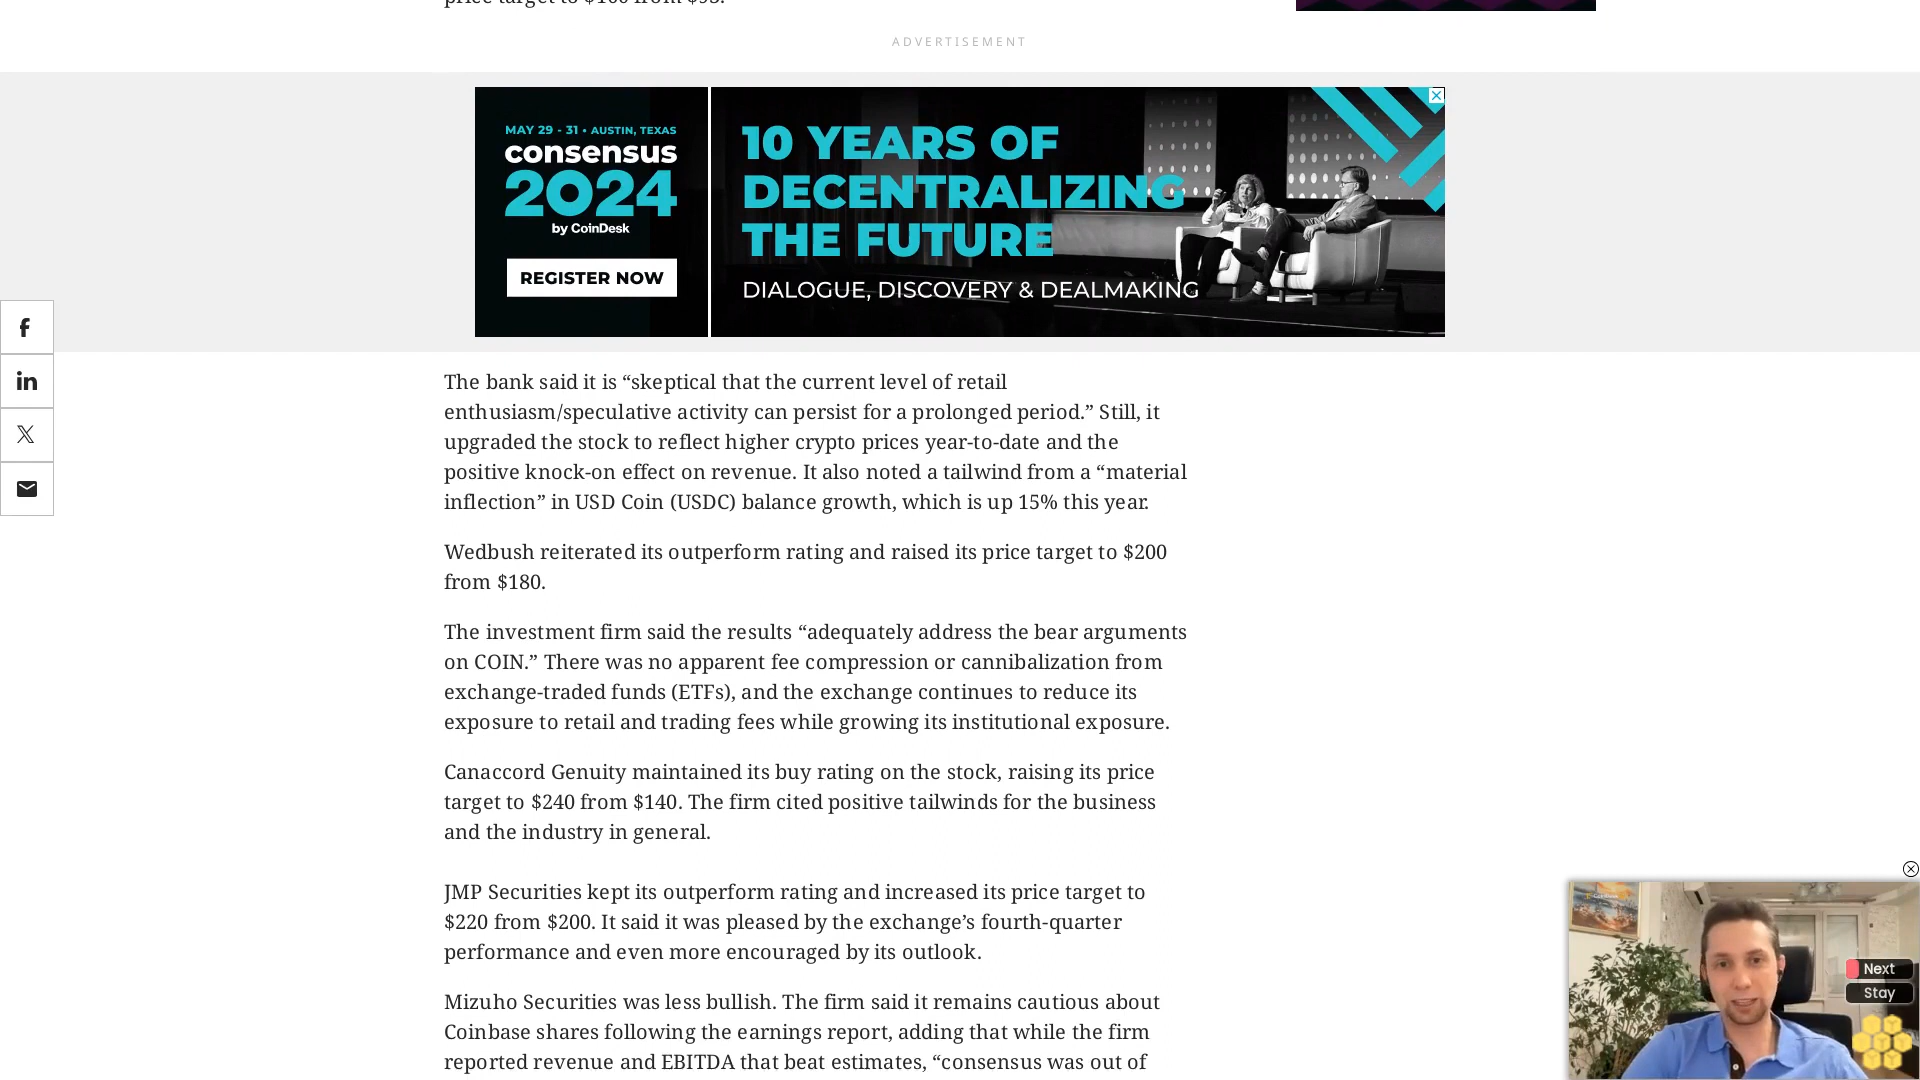 ADVERTISEMENT
MAY 29 - 31 • AUSTIN, TEXAS
consensus
2024
by CoinDesk
REGISTER NOW
10 YEARS OF
DECENTRALIZING
THE FUTURE
DIALOGUE, DISCOVERY & DEALMAKING
The bank said it is “skeptical that the current level of retail
enthusiasm/speculative activity can persist for a prolonged period.” Still, it
upgraded the stock to reflect higher crypto prices year-to-date and the
positive knock-on effect on revenue. It also noted a tailwind from a “material
inflection” in USD Coin (USDC) balance growth, which is up 15% this year.
Wedbush reiterated its outperform rating and raised its price target to $200
from $180.
The investment firm said the results “adequately address the bear arguments
on COIN.” There was no apparent fee compression or cannibalization from
exchange-traded funds (ETFs), and the exchange continues to reduce its
exposure to retail and trading fees while growing its institutional exposure.
Canaccord Genuity maintained its buy rating on the stock, raising its price
target to $240 from $140. The firm cited positive tailwinds for the business
and the industry in general.
JMP Securities kept its outperform rating and increased its price target to
$220 from $200. It said it was pleased by the exchange’s fourth-quarter
performance and even more encouraged by its outlook.
Mizuho Securities was less bullish. The firm said it remains cautious about
Coinbase shares following the earnings report, adding that while the firm
reported revenue and EBITDA that beat estimates, “consensus was out of
Next
Stay